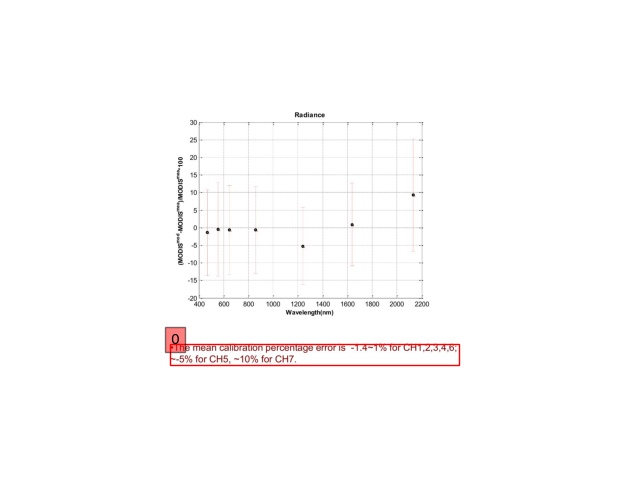 Radiance
30
25
20
15
10
5
0
-5
-10
-15
-20
400 600 800 1000 1200 1400 1600 1800 2000 2200
Wavelength(nm)
0
-The mean calibration percentage error is -1.4~1% for CH1,2,3,4,6,
~-5% for CH5, ~10% for CH7.